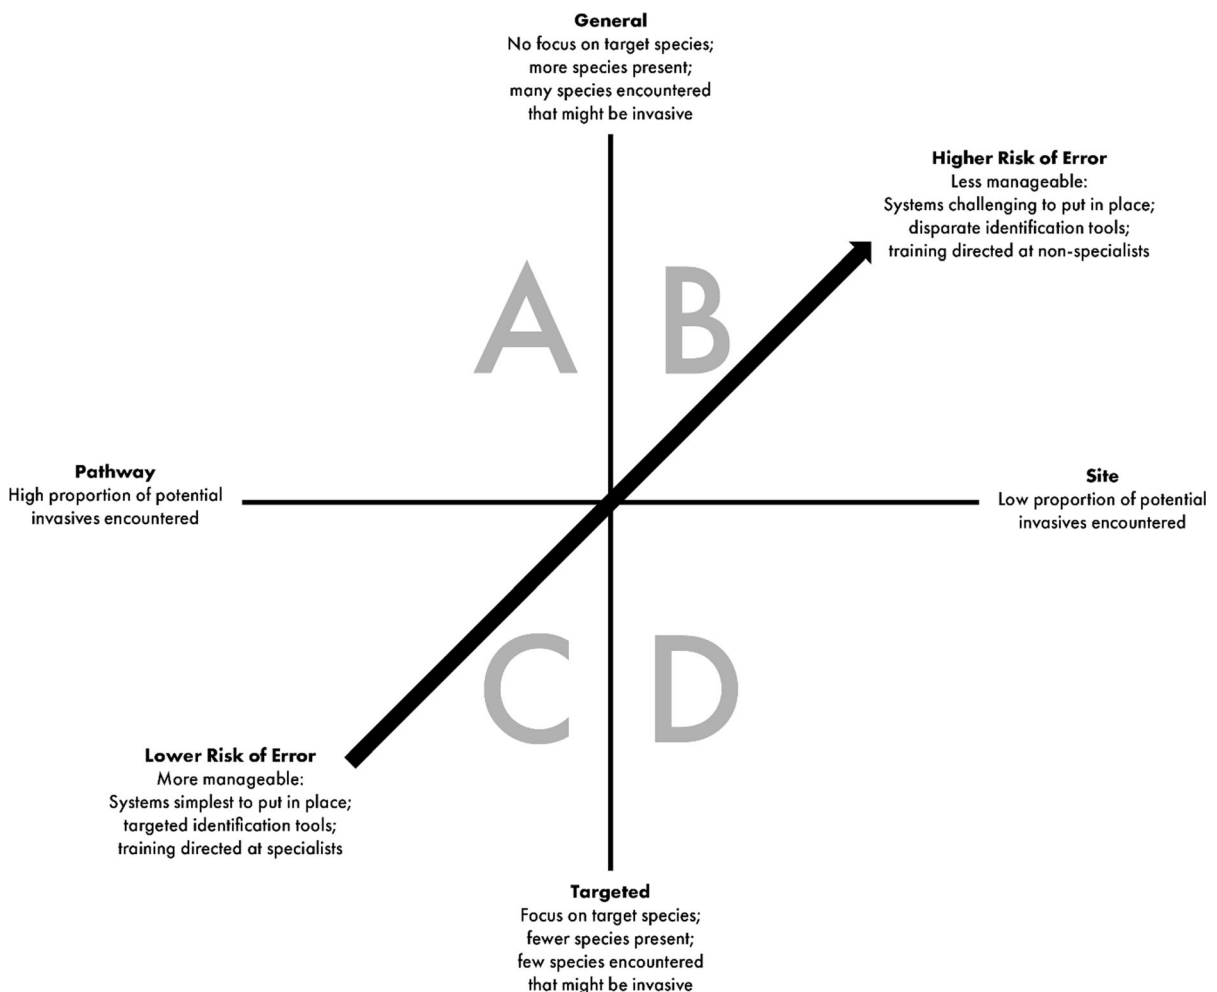 General
No focus on target species;
more species present;
many species encountered
that might be invasive
Higher Risk of Error
Less manageable:
Systems challenging to put in place;
disparate identification tools;
training directed at non-specialists
A
B
Pathway
High proportion of potential
invasives encountered
Site
Low proportion of potential
invasives encountered
C
D
Lower Risk of Error
More manageable:
Systems simplest to put in place;
targeted identification tools;
training directed at specialists
Targeted
Focus on target species;
fewer species present;
few species encountered
that might be invasive